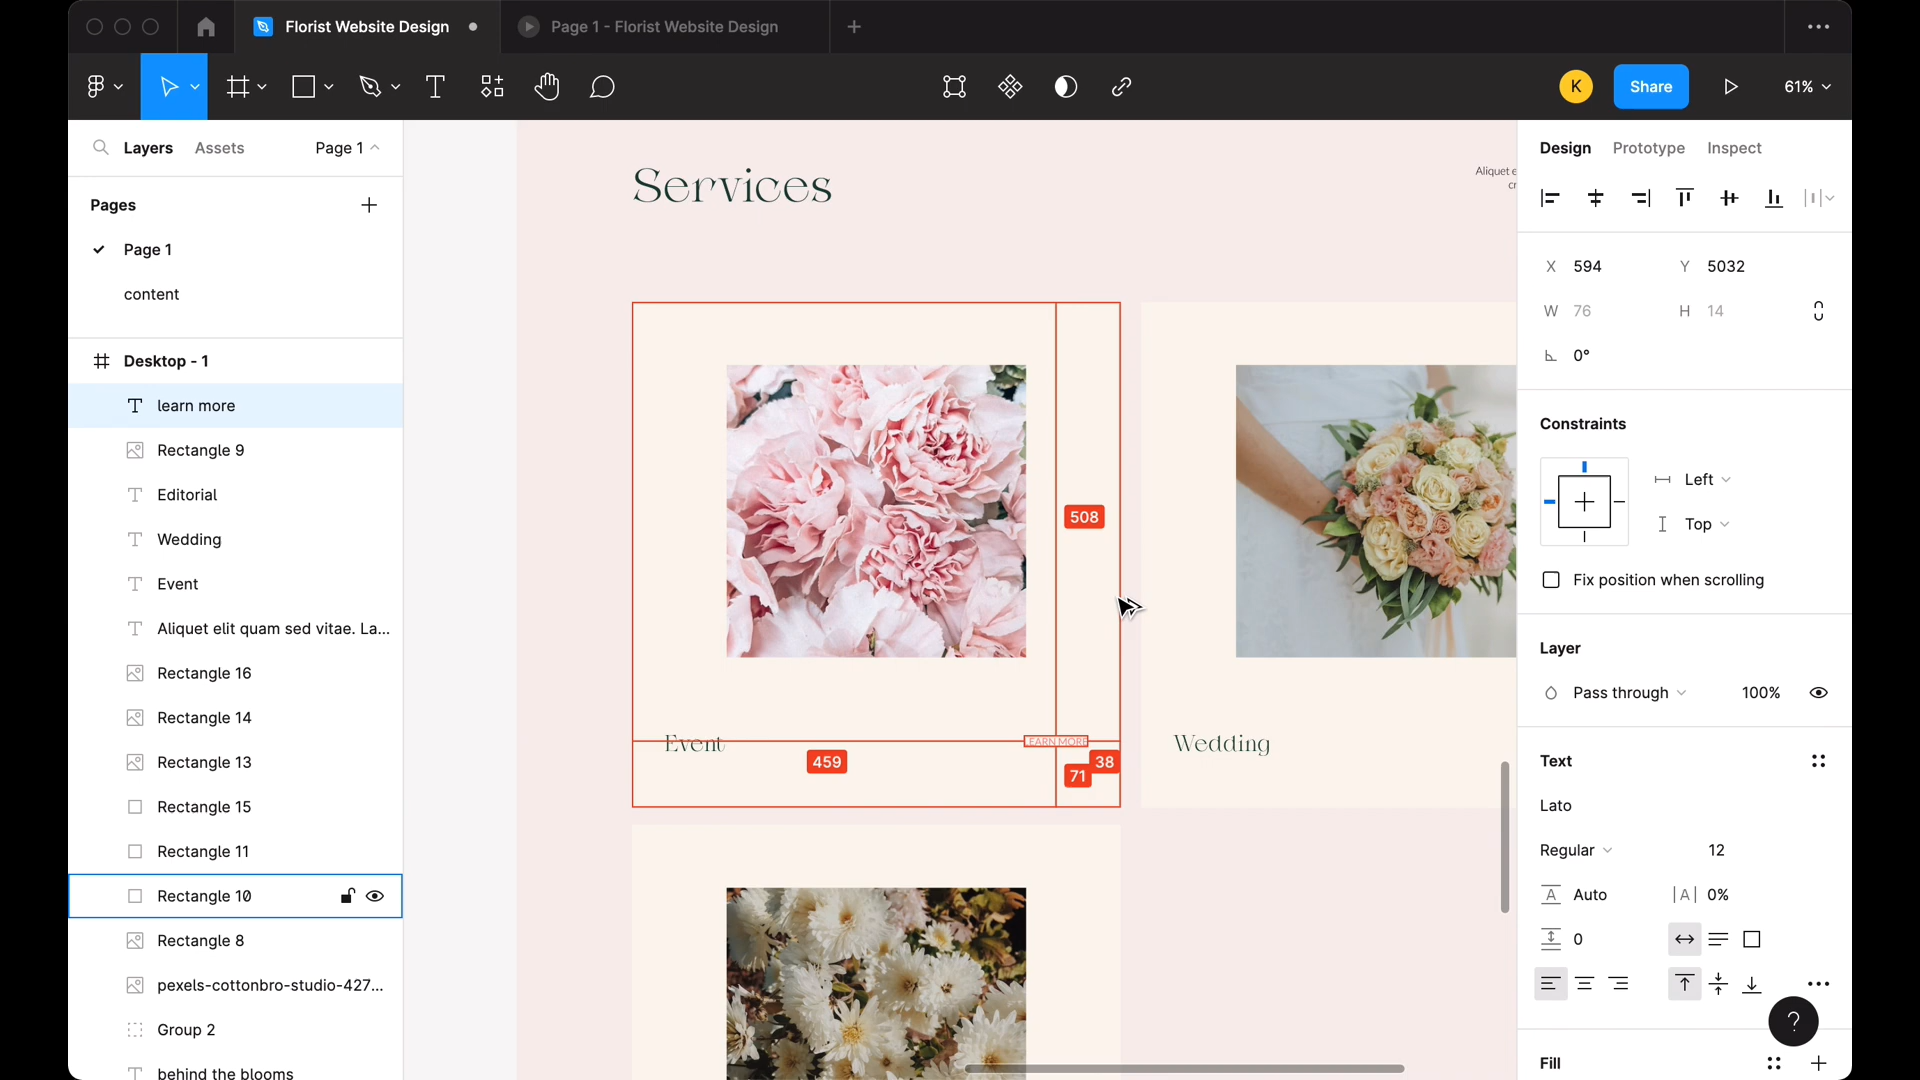 Florist Website Design
Page 1 - Florist Website Design
K
Share
61%
Layers
Assets
Page 1
Pages
Page 1
content
Desktop - 1
learn more
Rectangle 9
Editorial
Wedding
Event
Aliquet elit quam sed vitae. La...
Rectangle 16
Rectangle 14
Rectangle 13
Rectangle 15
Rectangle 11
Rectangle 10
Rectangle 8
pexels-cottonbro-studio-427...
Group 2
behind the blooms
Services
Aliquet e
cr
508
Event
LEARN MORE
459
38
71
Wedding
Design
Prototype
Inspect
X 594
Y 5032
W 76
H 14
0°
Constraints
Left
Top
Fix position when scrolling
Layer
Pass through
100%
Text
Lato
Regular
12
A Auto
|A| 0%
0
?
Fill